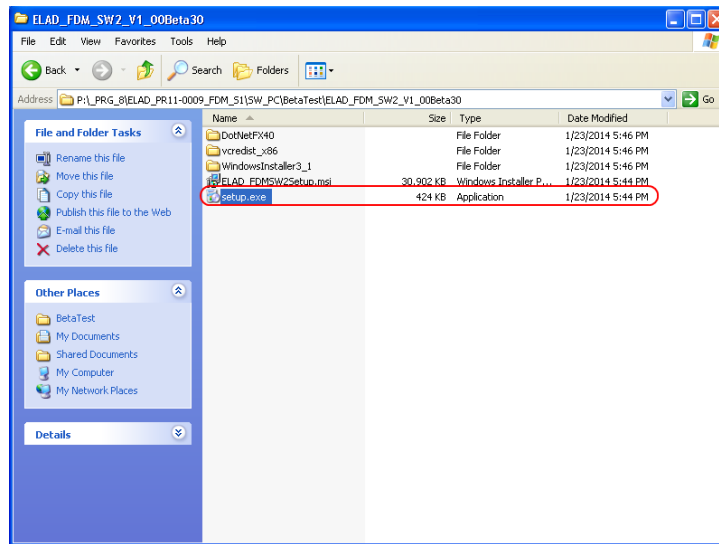 ELAD_FDM_SW2_V1_00Beta30
File Edit View Favorites Tools Help
Back Search Folders
Address P:\_PRG_8\ELAD_PR11-0009_FDM_S1\SW_PC\BetaTest\ELAD_FDM_SW2_V1_00Beta30 Go
Name Size Type Date Modified
DotNetFX40 File Folder 1/23/2014 5:46 PM
vcredist_x86 File Folder 1/23/2014 5:46 PM
WindowsInstaller3_1 File Folder 1/23/2014 5:46 PM
ELAD_FDMSW2Setup.msi 30,902 KB Windows Installer P... 1/23/2014 5:44 PM
setup.exe 424 KB Application 1/23/2014 5:44 PM
File and Folder Tasks
Rename this file
Move this file
Copy this file
Publish this file to the Web
E-mail this file
Delete this file
Other Places
BetaTest
My Documents
Shared Documents
My Computer
My Network Places
Details